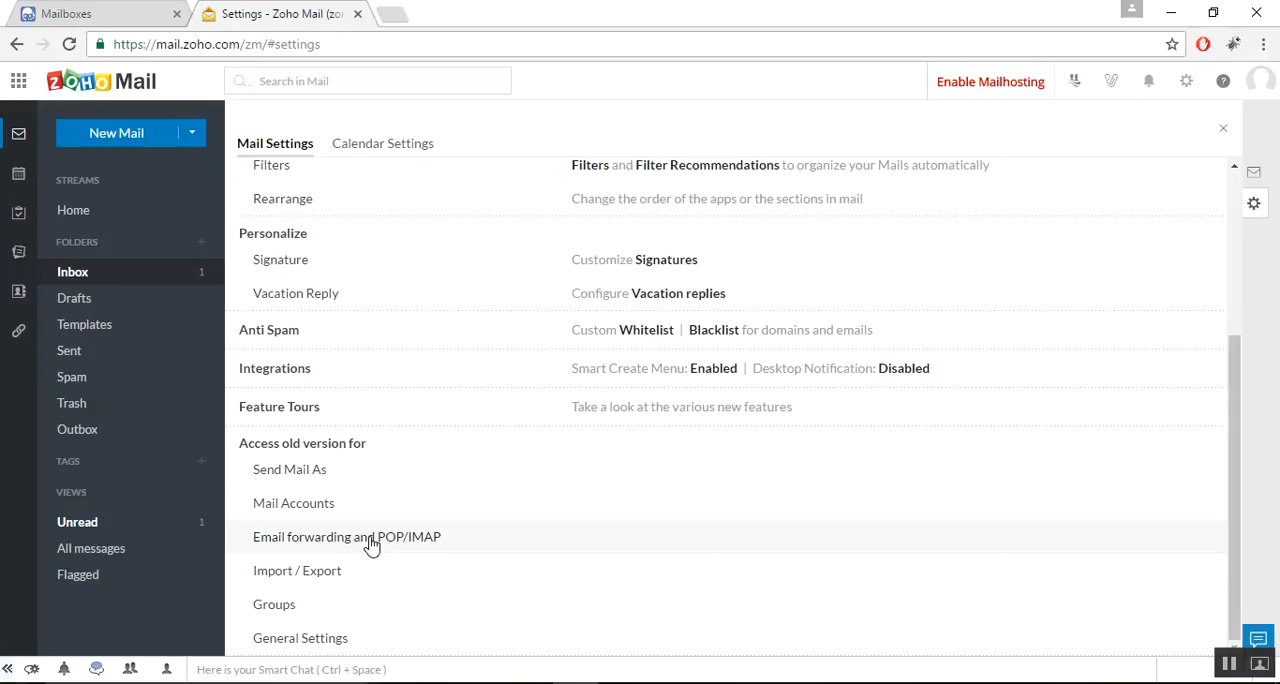 Mailboxes
Settings - Zoho Mail (zo
https://mail.zoho.com/zm/#settings
ZOHO Mail
Search in Mail
Enable Mailhosting
New Mail
STREAMS
Home
FOLDERS
Inbox 1
Drafts
Templates
Sent
Spam
Trash
Outbox
TAGS
VIEWS
Unread 1
All messages
Flagged
Mail Settings Calendar Settings
Filters Filters and Filter Recommendations to organize your Mails automatically
Rearrange Change the order of the apps or the sections in mail
Personalize
Signature Customize Signatures
Vacation Reply Configure Vacation replies
Anti Spam Custom Whitelist | Blacklist for domains and emails
Integrations Smart Create Menu: Enabled | Desktop Notification: Disabled
Feature Tours Take a look at the various new features
Access old version for
Send Mail As
Mail Accounts
Email forwarding and POP/IMAP
Import / Export
Groups
General Settings
Here is your Smart Chat ( Ctrl + Space )